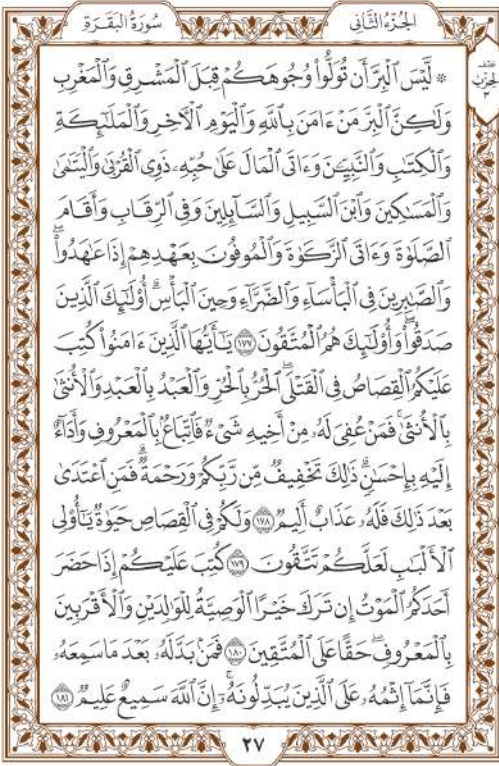 الجُزْءُ الثَّانِي
سُورَةُ البَقَرَةِ
نصف
الحزب
٣
۞ لَّيْسَ ٱلْبِرَّ أَن تُوَلُّوا۟ وُجُوهَكُمْ قِبَلَ ٱلْمَشْرِقِ وَٱلْمَغْرِبِ
وَلَٰكِنَّ ٱلْبِرَّ مَنْ ءَامَنَ بِٱللَّهِ وَٱلْيَوْمِ ٱلْءَاخِرِ وَٱلْمَلَٰٓئِكَةِ
وَٱلْكِتَٰبِ وَٱلنَّبِيِّـۧنَ وَءَاتَى ٱلْمَالَ عَلَىٰ حُبِّهِۦ ذَوِى ٱلْقُرْبَىٰ وَٱلْيَتَٰمَىٰ
وَٱلْمَسَٰكِينَ وَٱبْنَ ٱلسَّبِيلِ وَٱلسَّآئِلِينَ وَفِى ٱلرِّقَابِ وَأَقَامَ
ٱلصَّلَوٰةَ وَءَاتَى ٱلزَّكَوٰةَ وَٱلْمُوفُونَ بِعَهْدِهِمْ إِذَا عَٰهَدُوا۟ۖ
وَٱلصَّٰبِرِينَ فِى ٱلْبَأْسَآءِ وَٱلضَّرَّآءِ وَحِينَ ٱلْبَأْسِۗ أُو۟لَٰٓئِكَ ٱلَّذِينَ
صَدَقُوا۟ۖ وَأُو۟لَٰٓئِكَ هُمُ ٱلْمُتَّقُونَ ١٧٧ يَٰٓأَيُّهَا ٱلَّذِينَ ءَامَنُوا۟ كُتِبَ
عَلَيْكُمُ ٱلْقِصَاصُ فِى ٱلْقَتْلَىۖ ٱلْحُرُّ بِٱلْحُرِّ وَٱلْعَبْدُ بِٱلْعَبْدِ وَٱلْأُنثَىٰ
بِٱلْأُنثَىٰۚ فَمَنْ عُفِىَ لَهُۥ مِنْ أَخِيهِ شَىْءٌ فَٱتِّبَاعٌۢ بِٱلْمَعْرُوفِ وَأَدَآءٌ
إِلَيْهِ بِإِحْسَٰنٍۗ ذَٰلِكَ تَخْفِيفٌ مِّن رَّبِّكُمْ وَرَحْمَةٌۗ فَمَنِ ٱعْتَدَىٰ
بَعْدَ ذَٰلِكَ فَلَهُۥ عَذَابٌ أَلِيمٌ ١٧٨ وَلَكُمْ فِى ٱلْقِصَاصِ حَيَوٰةٌ يَٰٓأُو۟لِى
ٱلْأَلْبَٰبِ لَعَلَّكُمْ تَتَّقُونَ ١٧٩ كُتِبَ عَلَيْكُمْ إِذَا حَضَرَ
أَحَدَكُمُ ٱلْمَوْتُ إِن تَرَكَ خَيْرًا ٱلْوَصِيَّةُ لِلْوَٰلِدَيْنِ وَٱلْأَقْرَبِينَ
بِٱلْمَعْرُوفِۖ حَقًّا عَلَى ٱلْمُتَّقِينَ ١٨٠ فَمَنۢ بَدَّلَهُۥ بَعْدَ مَا سَمِعَهُۥ
فَإِنَّمَآ إِثْمُهُۥ عَلَى ٱلَّذِينَ يُبَدِّلُونَهُۥٓۚ إِنَّ ٱللَّهَ سَمِيعٌ عَلِيمٌ ١٨١
٢٧